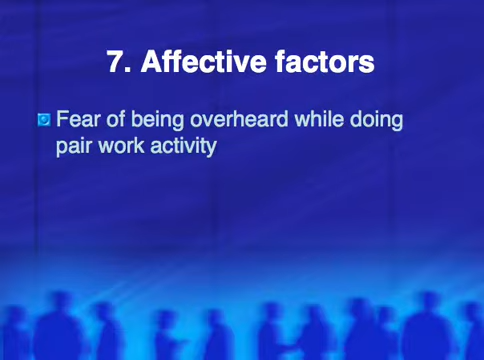 7. Affective factors
Fear of being overheard while doing
pair work activity